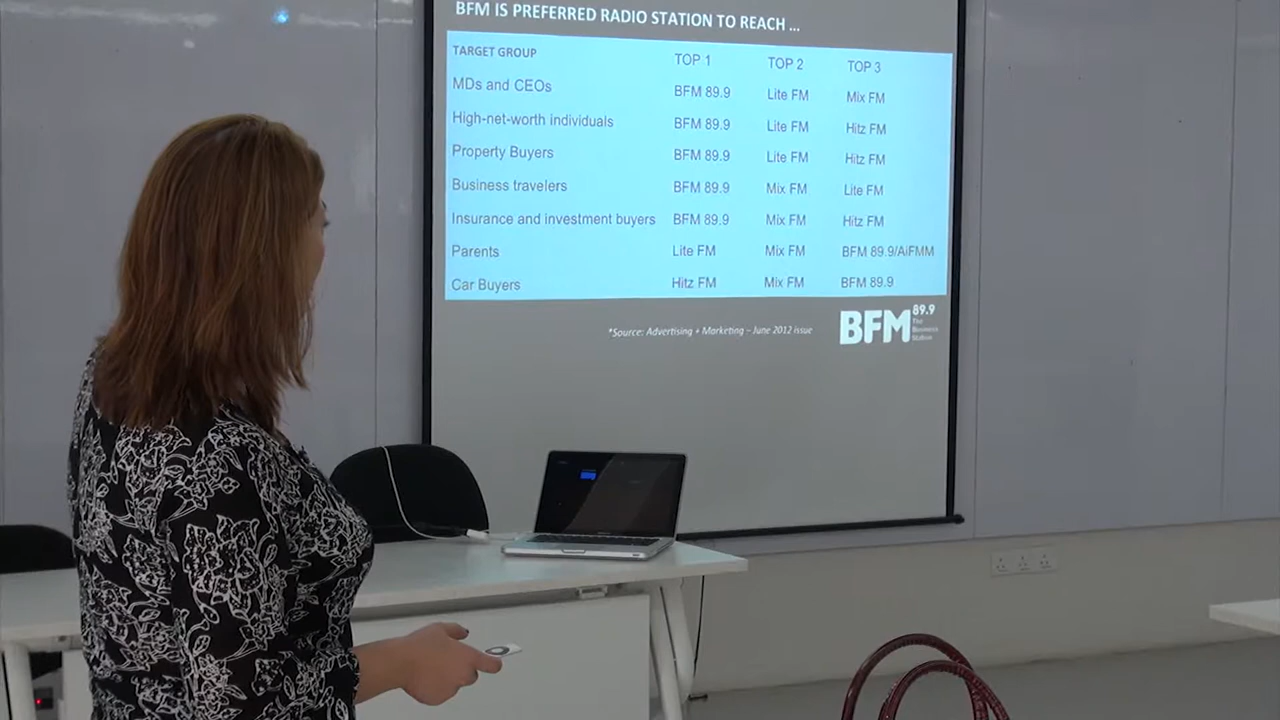 BFM IS PREFERRED RADIO STATION TO REACH ...
TARGET GROUP TOP 1 TOP 2 TOP 3
MDs and CEOs BFM 89.9 Lite FM Mix FM
High-net-worth individuals BFM 89.9 Lite FM Hitz FM
Property Buyers BFM 89.9 Lite FM Hitz FM
Business travelers BFM 89.9 Mix FM Lite FM
Insurance and investment buyers BFM 89.9 Mix FM Hitz FM
Parents Lite FM Mix FM BFM 89.9/AiFMM
Car Buyers Hitz FM Mix FM BFM 89.9
*Source: Advertising + Marketing – June 2012 issue
BFM 89.9
The
Business
Station